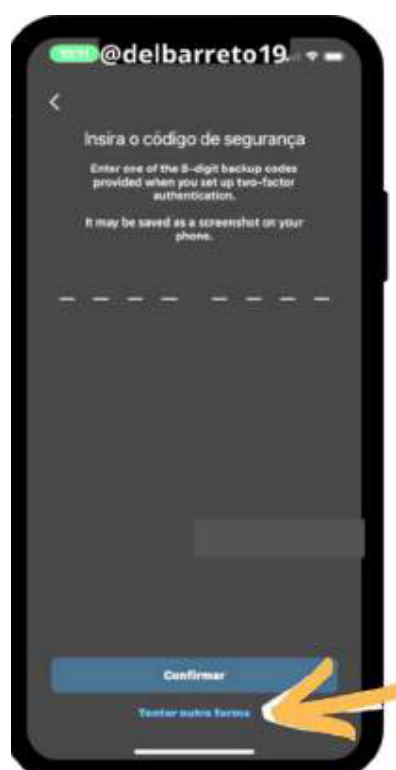 @delbarreto19
Insira o código de segurança
Enter one of the 8-digit backup codes
provided when you set up two-factor
authentication.
It may be saved as a screenshot on your
phone.
Confirmar
Tentar outra forma